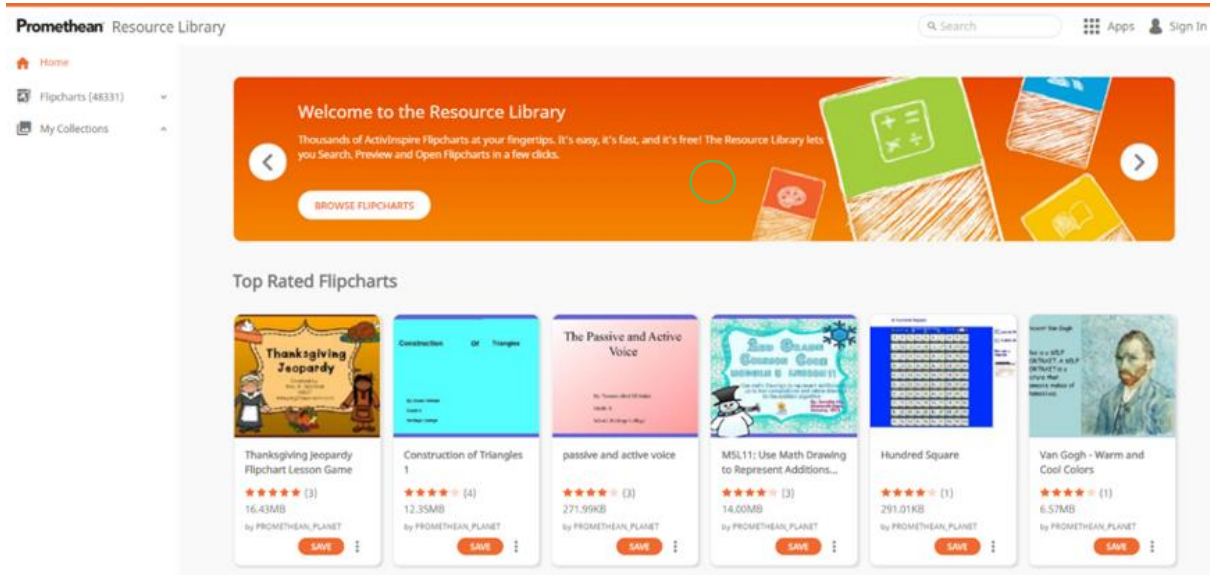 Promethean Resource Library
Search
Apps
Sign In
Home
Flipcharts (48331)
My Collections
Welcome to the Resource Library
Thousands of ActivInspire Flipcharts at your fingertips. It's easy, it's fast, and it's free! The Resource Library lets
you Search, Preview and Open Flipcharts in a few clicks.
BROWSE FLIPCHARTS
Top Rated Flipcharts
Thanksgiving
Jeopardy
Construction Of Triangles
The Passive and Active
Voice
2nd Grade
Common Core
Hundred Square
Thanksgiving Jeopardy
Flipchart Lesson Game
(3)
16.43MB
by PROMETHEAN_PLANET
SAVE
Construction of Triangles
1
(4)
12.35MB
by PROMETHEAN_PLANET
SAVE
passive and active voice
(3)
271.99KB
by PROMETHEAN_PLANET
SAVE
M5L11: Use Math Drawing
to Represent Additions...
(3)
14.00MB
by PROMETHEAN_PLANET
SAVE
Hundred Square
(1)
291.01KB
by PROMETHEAN_PLANET
SAVE
Van Gogh - Warm and
Cool Colors
(1)
6.57MB
by PROMETHEAN_PLANET
SAVE